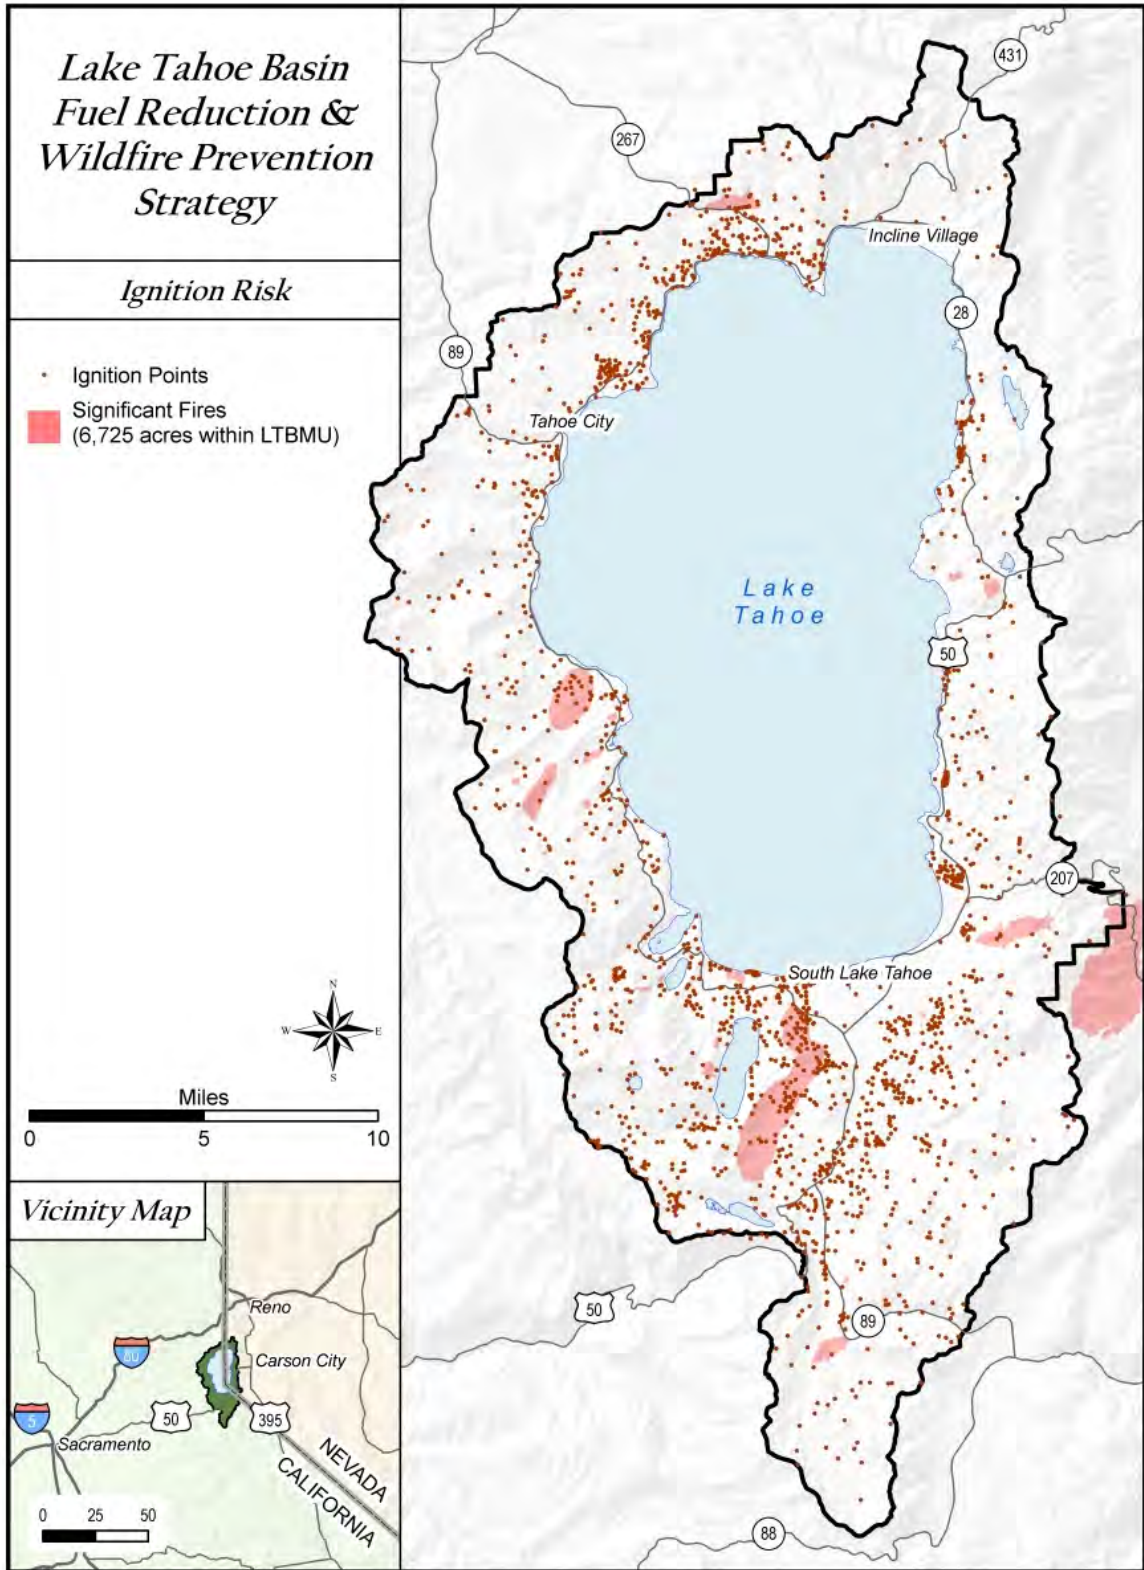 Lake Tahoe Basin
Fuel Reduction &
Wildfire Prevention
Strategy
Ignition Risk
Ignition Points
Significant Fires
(6,725 acres within LTBMU)
N
W E
S
Miles
0 5 10
Vicinity Map
Reno
80
Carson City
50
395
5
Sacramento
NEVADA
CALIFORNIA
0 25 50
431
267
Incline Village
28
89
Tahoe City
Lake
Tahoe
50
207
South Lake Tahoe
50
89
88